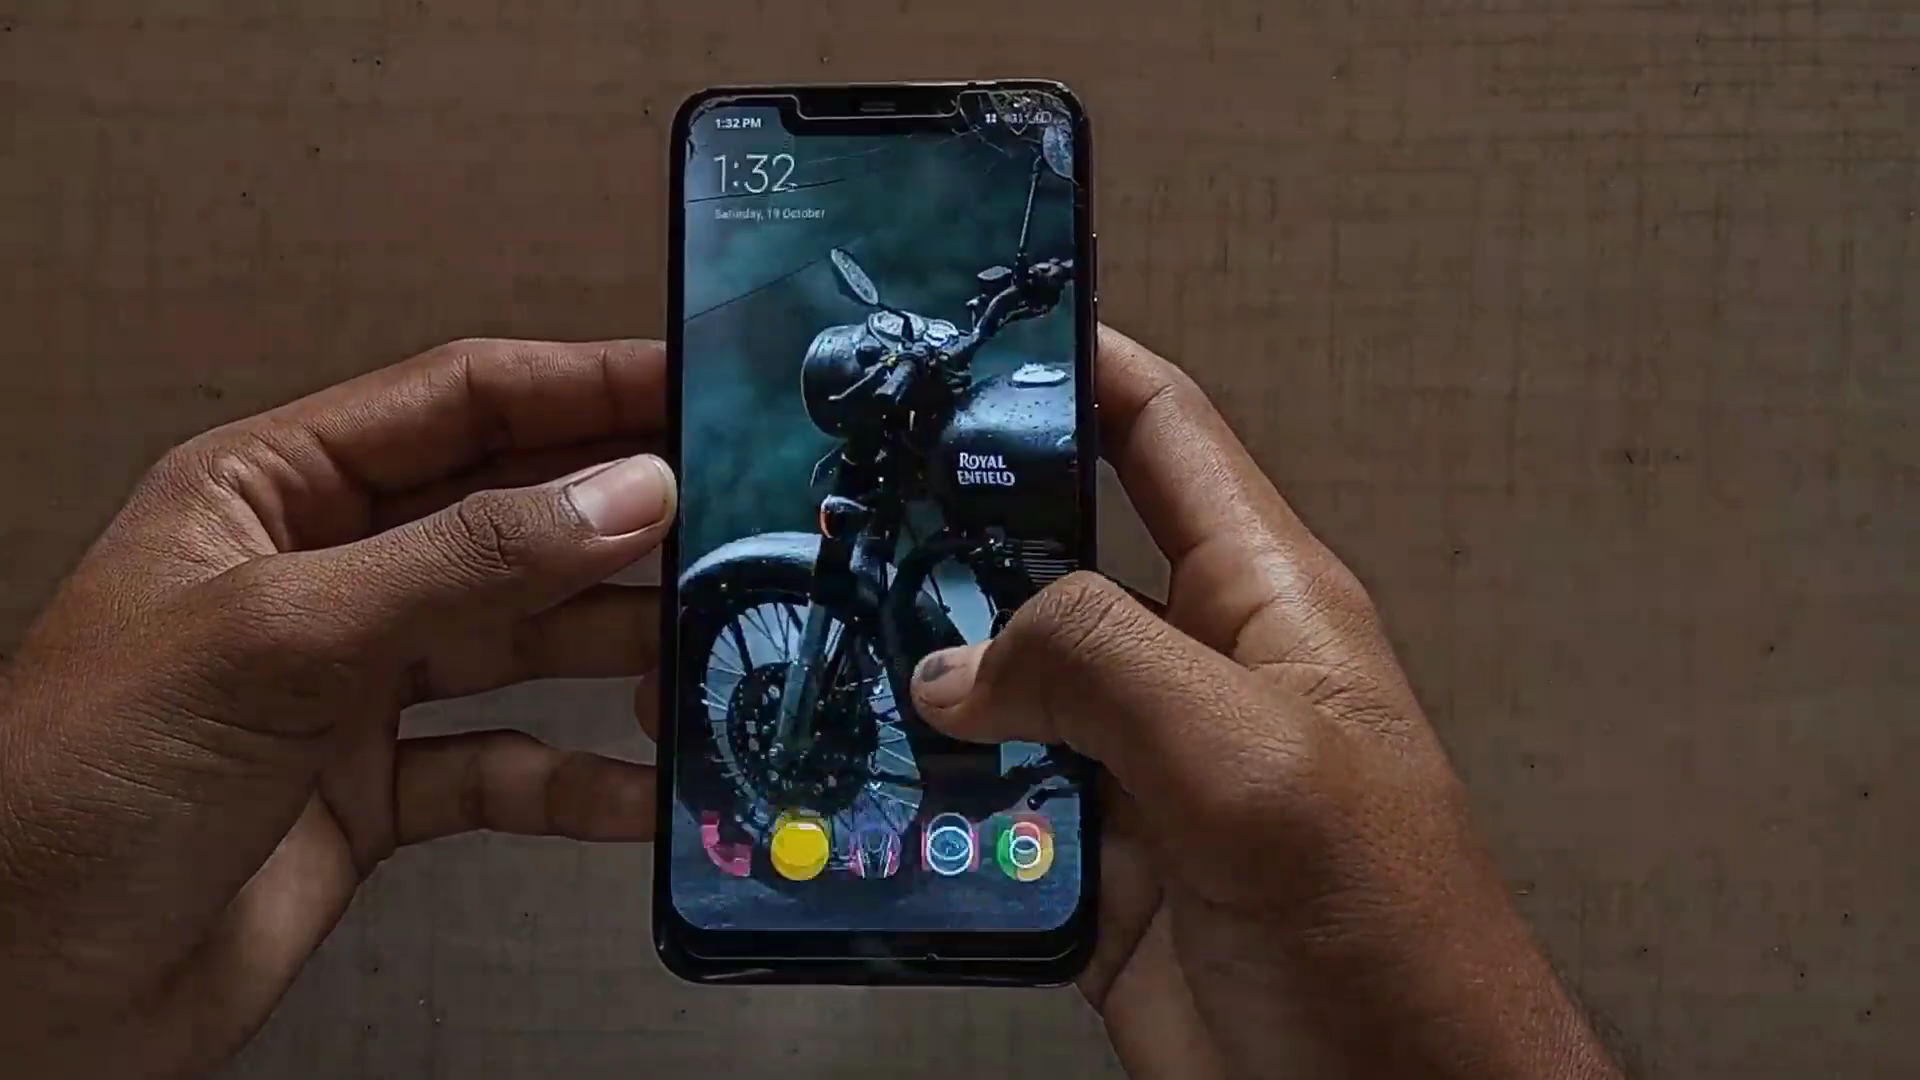 1:32 PM
1:32
Saturday, 19 October
ROYAL
ENFIELD